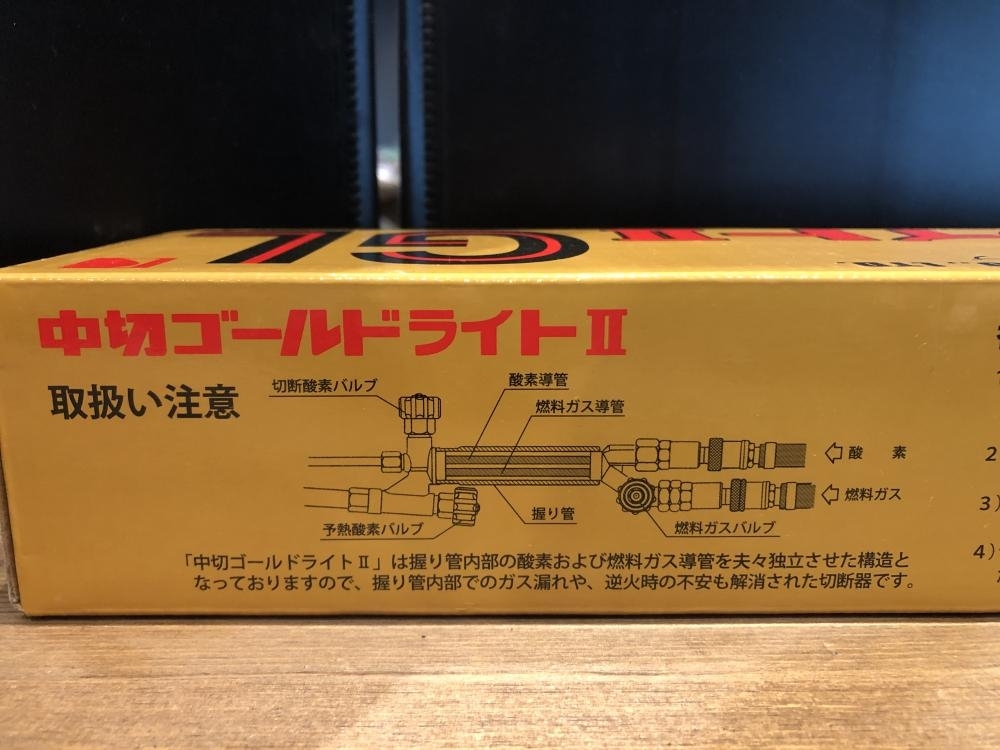 GL
中切ゴールドライトⅡ
取扱い注意
切断酸素バルブ
酸素導管
燃料ガス導管
酸 素
燃料ガス
握り管
予熱酸素バルブ
燃料ガスバルブ
「中切ゴールドライトⅡ」は握り管内部の酸素および燃料ガス導管を夫々独立させた構造と
なっておりますので、握り管内部でのガス漏れや、逆火時の不安も解消された切断器です。
2
3)
4)